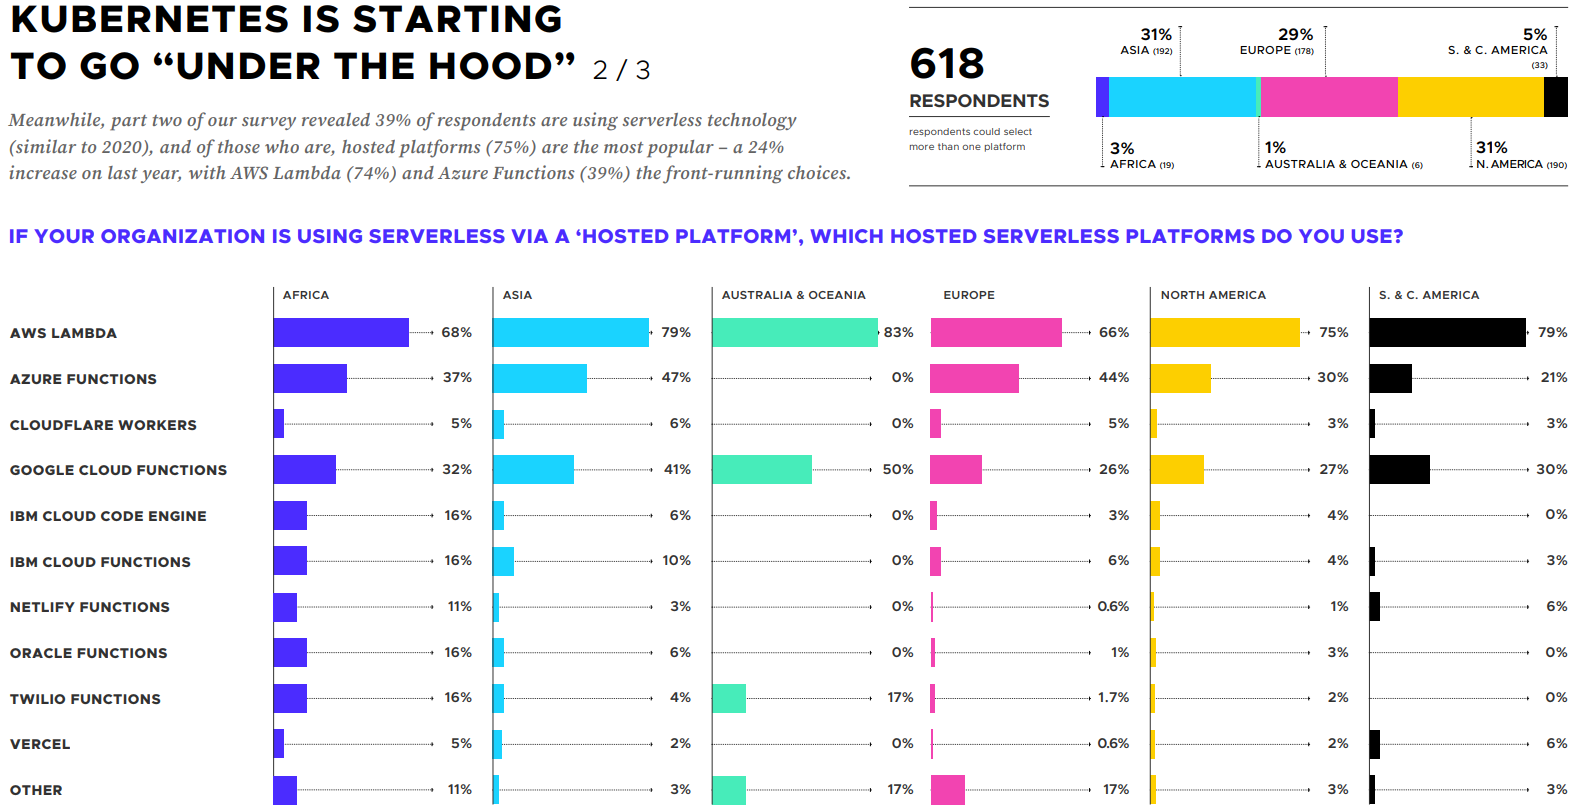 KUBERNETES IS STARTING
TO GO “UNDER THE HOOD” 2 / 3
Meanwhile, part two of our survey revealed 39% of respondents are using serverless technology
(similar to 2020), and of those who are, hosted platforms (75%) are the most popular – a 24%
increase on last year, with AWS Lambda (74%) and Azure Functions (39%) the front-running choices.
618
RESPONDENTS
respondents could select
more than one platform
31%
ASIA (192)
29%
EUROPE (178)
5%
S. & C. AMERICA
(33)
3%
AFRICA (19)
1%
AUSTRALIA & OCEANIA (6)
31%
N. AMERICA (190)
IF YOUR ORGANIZATION IS USING SERVERLESS VIA A ‘HOSTED PLATFORM’, WHICH HOSTED SERVERLESS PLATFORMS DO YOU USE?
AFRICA ASIA AUSTRALIA & OCEANIA EUROPE NORTH AMERICA S. & C. AMERICA
AWS LAMBDA 68% 79% 83% 66% 75% 79%
AZURE FUNCTIONS 37% 47% 0% 44% 30% 21%
CLOUDFLARE WORKERS 5% 6% 0% 5% 3% 3%
GOOGLE CLOUD FUNCTIONS 32% 41% 50% 26% 27% 30%
IBM CLOUD CODE ENGINE 16% 6% 0% 3% 4% 0%
IBM CLOUD FUNCTIONS 16% 10% 0% 6% 4% 3%
NETLIFY FUNCTIONS 11% 3% 0% 0.6% 1% 6%
ORACLE FUNCTIONS 16% 6% 0% 1% 3% 0%
TWILIO FUNCTIONS 16% 4% 17% 1.7% 2% 0%
VERCEL 5% 2% 0% 0.6% 2% 6%
OTHER 11% 3% 17% 17% 3% 3%